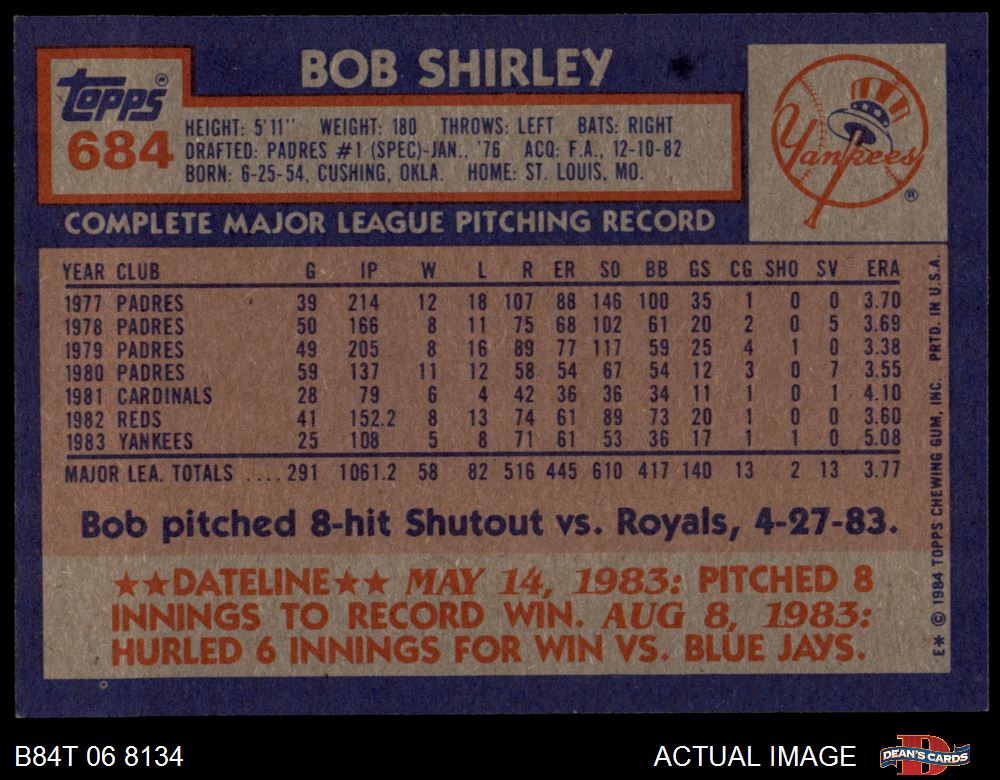 Topps®
684
BOB SHIRLEY
HEIGHT: 5'11" WEIGHT: 180 THROWS: LEFT BATS: RIGHT
DRAFTED: PADRES #1 (SPEC)-JAN., '76 ACQ: F.A., 12-10-82
BORN: 6-25-54, CUSHING, OKLA. HOME: ST. LOUIS, MO.
Yankees ®
COMPLETE MAJOR LEAGUE PITCHING RECORD
YEAR CLUB G IP W L R ER SO BB GS CG SHO SV ERA
1977 PADRES 39 214 12 18 107 88 146 100 35 1 0 0 3.70
1978 PADRES 50 166 8 11 75 68 102 61 20 2 0 5 3.69
1979 PADRES 49 205 8 16 89 77 117 59 25 4 1 0 3.38
1980 PADRES 59 137 11 12 58 54 67 54 12 3 0 7 3.55
1981 CARDINALS 28 79 6 4 42 36 36 34 11 1 0 1 4.10
1982 REDS 41 152.2 8 13 74 61 89 73 20 1 0 0 3.60
1983 YANKEES 25 108 5 8 71 61 53 36 17 1 1 0 5.08
MAJOR LEA. TOTALS .... 291 1061.2 58 82 516 445 610 417 140 13 2 13 3.77
Bob pitched 8-hit Shutout vs. Royals, 4-27-83.
★★DATELINE★★ MAY 14, 1983: PITCHED 8
INNINGS TO RECORD WIN. AUG 8, 1983:
HURLED 6 INNINGS FOR WIN VS. BLUE JAYS.
E* © 1984 TOPPS CHEWING GUM, INC. PRTD. IN U.S.A.
B84T 06 8134
ACTUAL IMAGE
DEAN'S CARDS